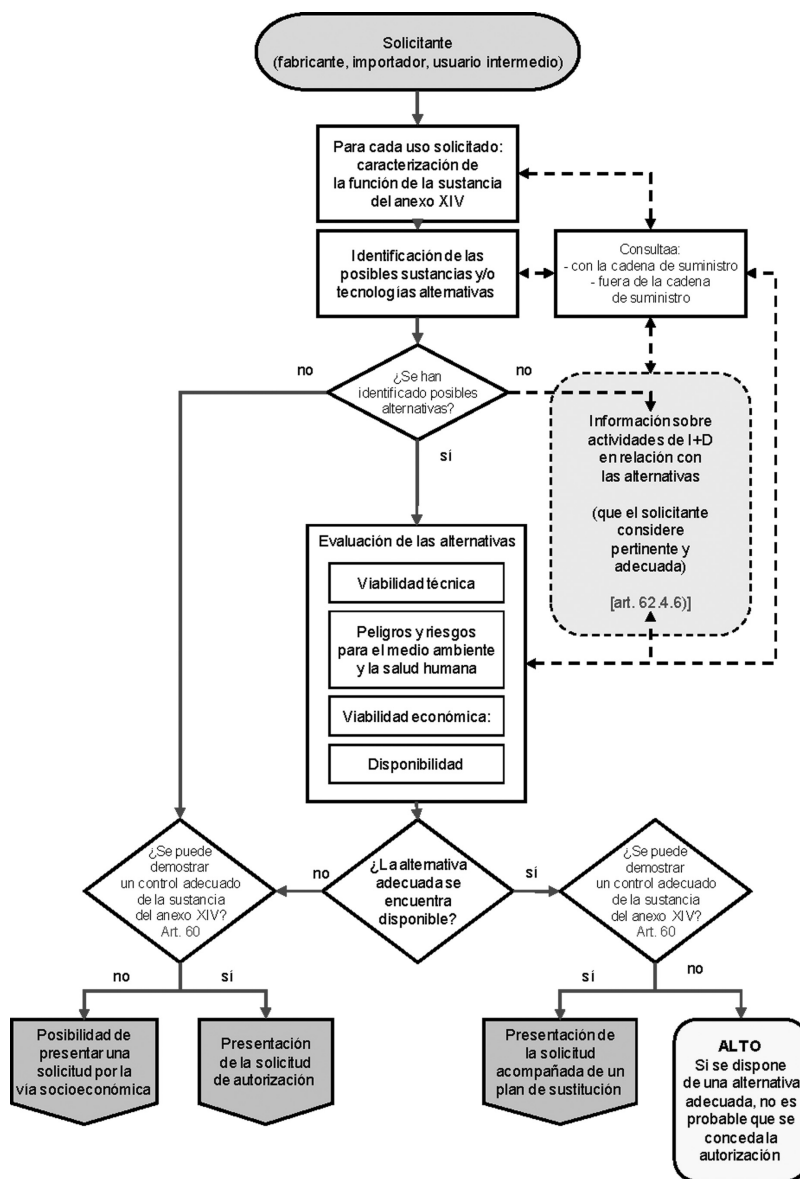 Solicitante
(fabricante, importador, usuario intermedio)
Para cada uso solicitado:
caracterización de
la función de la sustancia
del anexo XIV
Identificación de las
posibles sustancias y/o
tecnologías alternativas
Consultaa:
- con la cadena de suministro
- fuera de la cadena
de suministro
no
¿Se han
identificado posibles
alternativas?
no
sí
Información sobre
actividades de I+D
en relación con
las alternativas
(que el solicitante
considere
pertinente y
adecuada)
[art. 62.4.6)]
Evaluación de las alternativas
Viabilidad técnica
Peligros y riesgos
para el medio ambiente
y la salud humana
Viabilidad económica:
Disponibilidad
¿Se puede
demostrar
un control adecuado
de la sustancia
del anexo XIV?
Art. 60
no
¿La alternativa
adecuada se
encuentra
disponible?
sí
¿Se puede
demostrar
un control adecuado
de la sustancia
del anexo XIV?
Art. 60
no
sí
sí
no
Posibilidad de
presentar una
solicitud por la
vía socioeconómica
Presentación
de la solicitud
de autorización
Presentación de
la solicitud
acompañada de un
plan de sustitución
ALTO
Si se dispone
de una alternativa
adecuada, no es
probable que se
conceda la
autorización